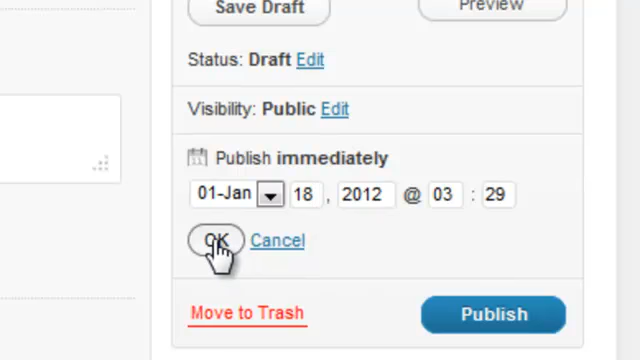 Save Draft Preview
Status: Draft Edit
Visibility: Public Edit
Publish immediately
01-Jan 18 , 2012 @ 03 : 29
OK Cancel
Move to Trash Publish